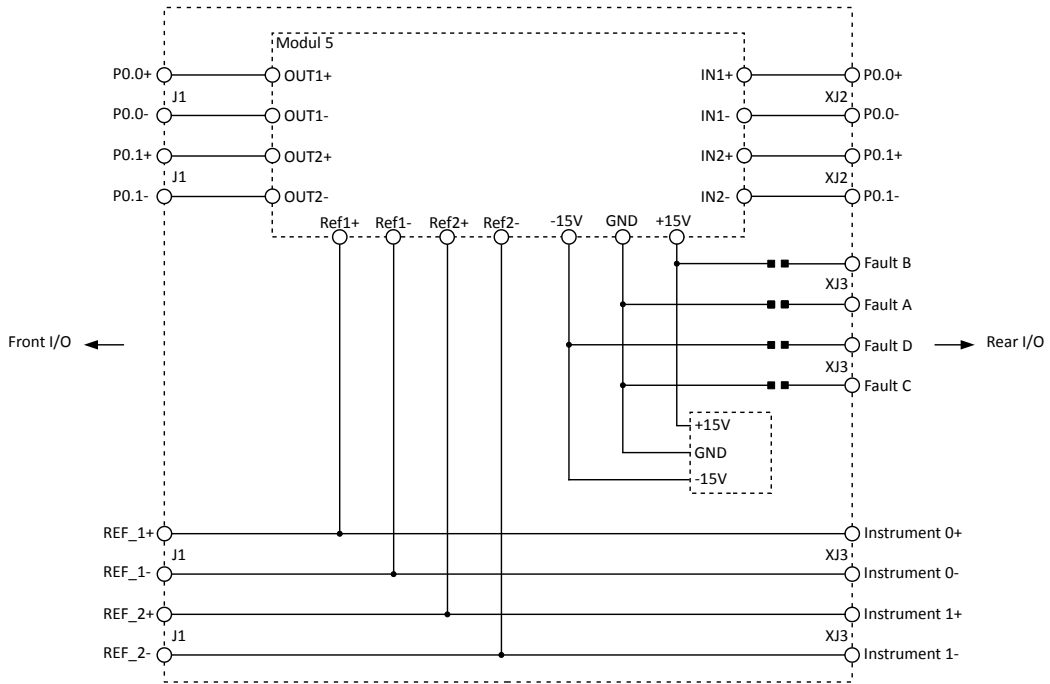 Modul 5
P0.0+ OUT1+ IN1+ P0.0+
J1 XJ2
P0.0- OUT1- IN1- P0.0-
P0.1+ OUT2+ IN2+ P0.1+
J1 XJ2
P0.1- OUT2- IN2- P0.1-
Ref1+ Ref1- Ref2+ Ref2- -15V GND +15V
Fault B
XJ3
Fault A
Front I/O Fault D Rear I/O
XJ3
Fault C
+15V
GND
-15V
REF_1+ Instrument 0+
J1 XJ3
REF_1- Instrument 0-
REF_2+ Instrument 1+
J1 XJ3
REF_2- Instrument 1-